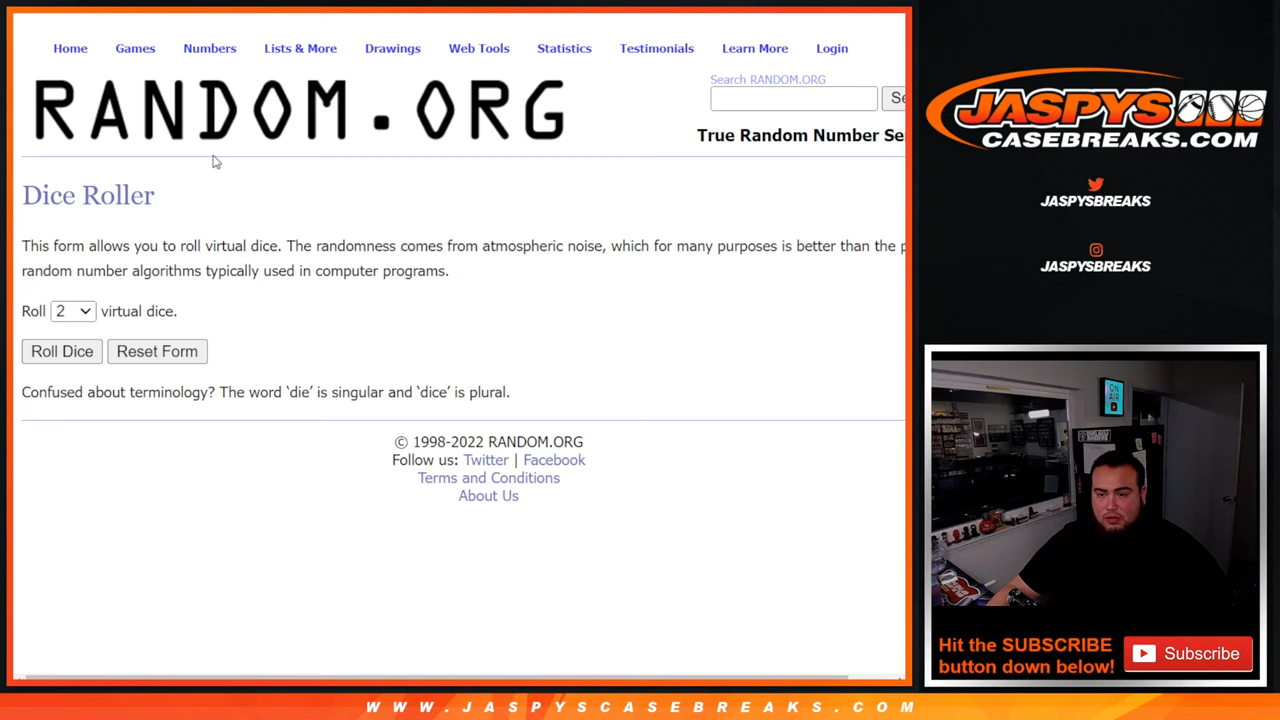 Home Games Numbers Lists & More Drawings Web Tools Statistics Testimonials Learn More Login
RANDOM.ORG
Search RANDOM.ORG
Se
True Random Number Se
Dice Roller
This form allows you to roll virtual dice. The randomness comes from atmospheric noise, which for many purposes is better than the p
random number algorithms typically used in computer programs.
Roll 2 virtual dice.
Roll Dice Reset Form
Confused about terminology? The word ‘die’ is singular and ‘dice’ is plural.
© 1998-2022 RANDOM.ORG
Follow us: Twitter | Facebook
Terms and Conditions
About Us
JASPYS
CASEBREAKS.COM
JASPYSBREAKS
JASPYSBREAKS
ON
AIR
Hit the SUBSCRIBE
button down below!
Subscribe
WWW.JASPYSCASEBREAKS.COM